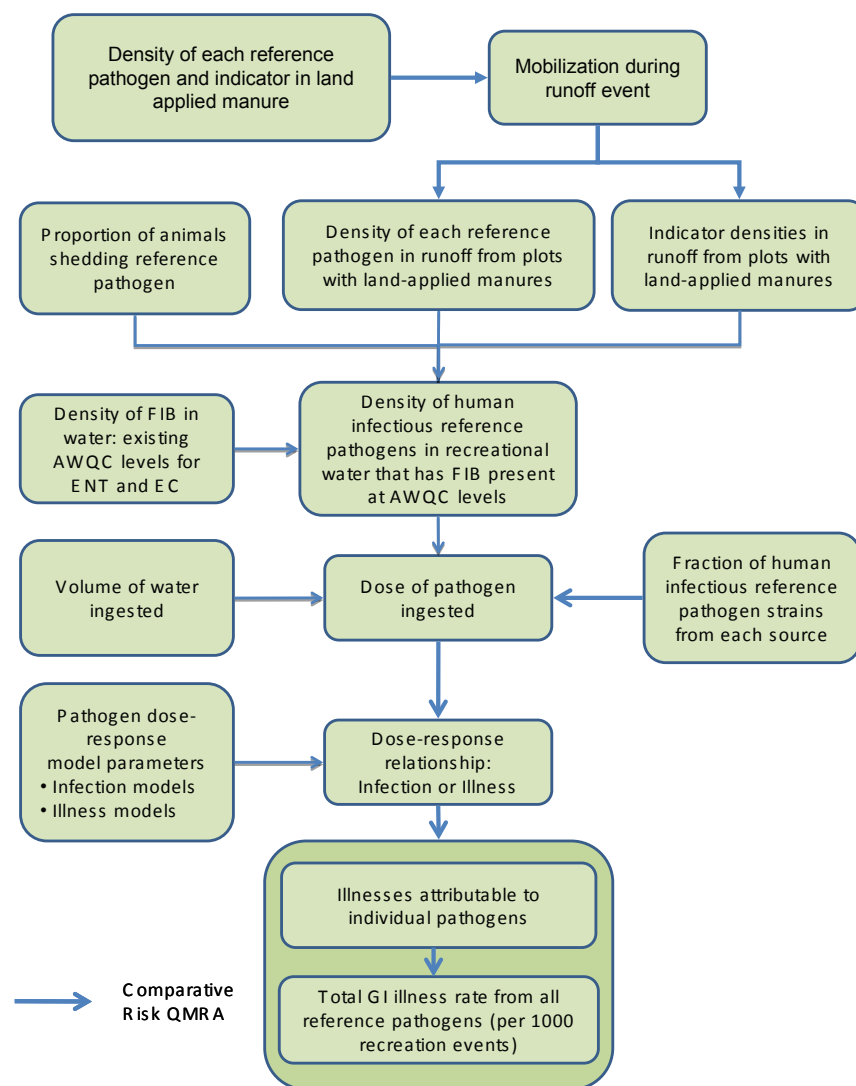 Density of each reference
pathogen and indicator in land
applied manure
Mobilization during
runoff event
Proportion of animals
shedding reference
pathogen
Density of each reference
pathogen in runoff from plots
with land-applied manures
Indicator densities in
runoff from plots with
land-applied manures
Density of FIB in
water: existing
AWQC levels for
ENT and EC
Density of human
infectious reference
pathogens in recreational
water that has FIB present
at AWQC levels
Volume of water
ingested
Dose of pathogen
ingested
Fraction of human
infectious reference
pathogen strains
from each source
Pathogen dose-
response
model parameters
• Infection models
• Illness models
Dose-response
relationship:
Infection or Illness
Illnesses attributable to
individual pathogens
Total GI illness rate from all
reference pathogens (per 1000
recreation events)
Comparative
Risk QMRA